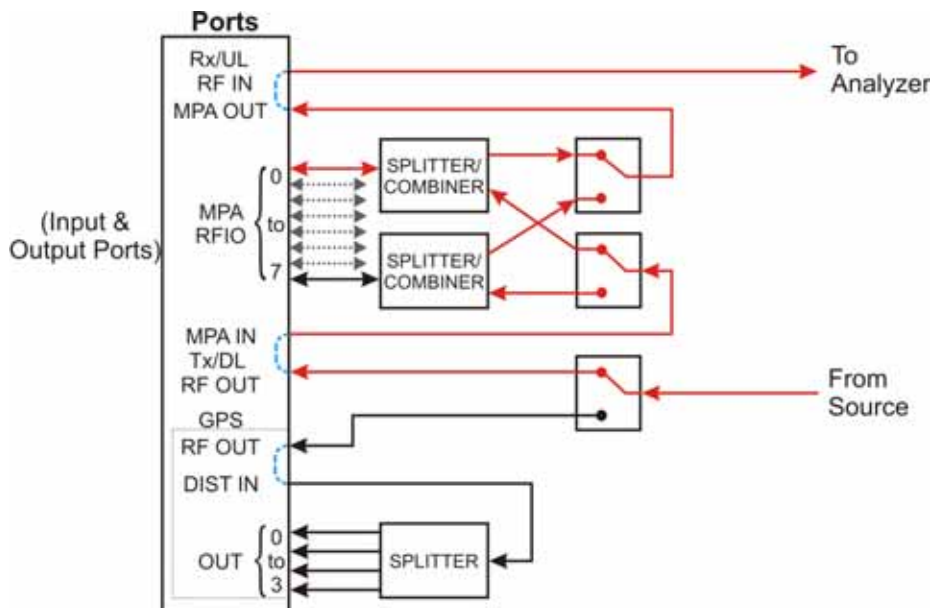 Ports
Rx/UL
RF IN
MPA OUT
To
Analyzer
0
to
7
MPA
RFIO
SPLITTER/
COMBINER
(Input &
Output Ports)
SPLITTER/
COMBINER
MPA IN
Tx/DL
RF OUT
From
Source
GPS
RF OUT
DIST IN
OUT
0
to
3
SPLITTER